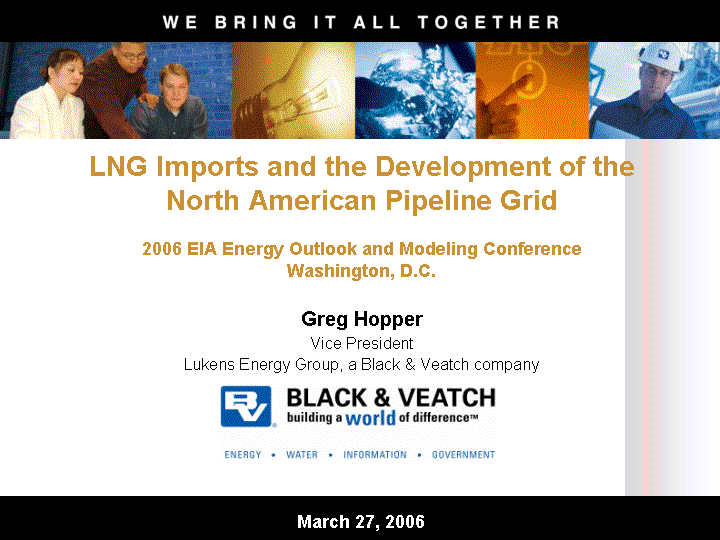 WE BRING IT ALL TOGETHER
LNG Imports and the Development of the
North American Pipeline Grid
2006 EIA Energy Outlook and Modeling Conference
Washington, D.C.
Greg Hopper
Vice President
Lukens Energy Group, a Black & Veatch company
BV ® BLACK & VEATCH
building a world of difference™
ENERGY • WATER • INFORMATION • GOVERNMENT
March 27, 2006